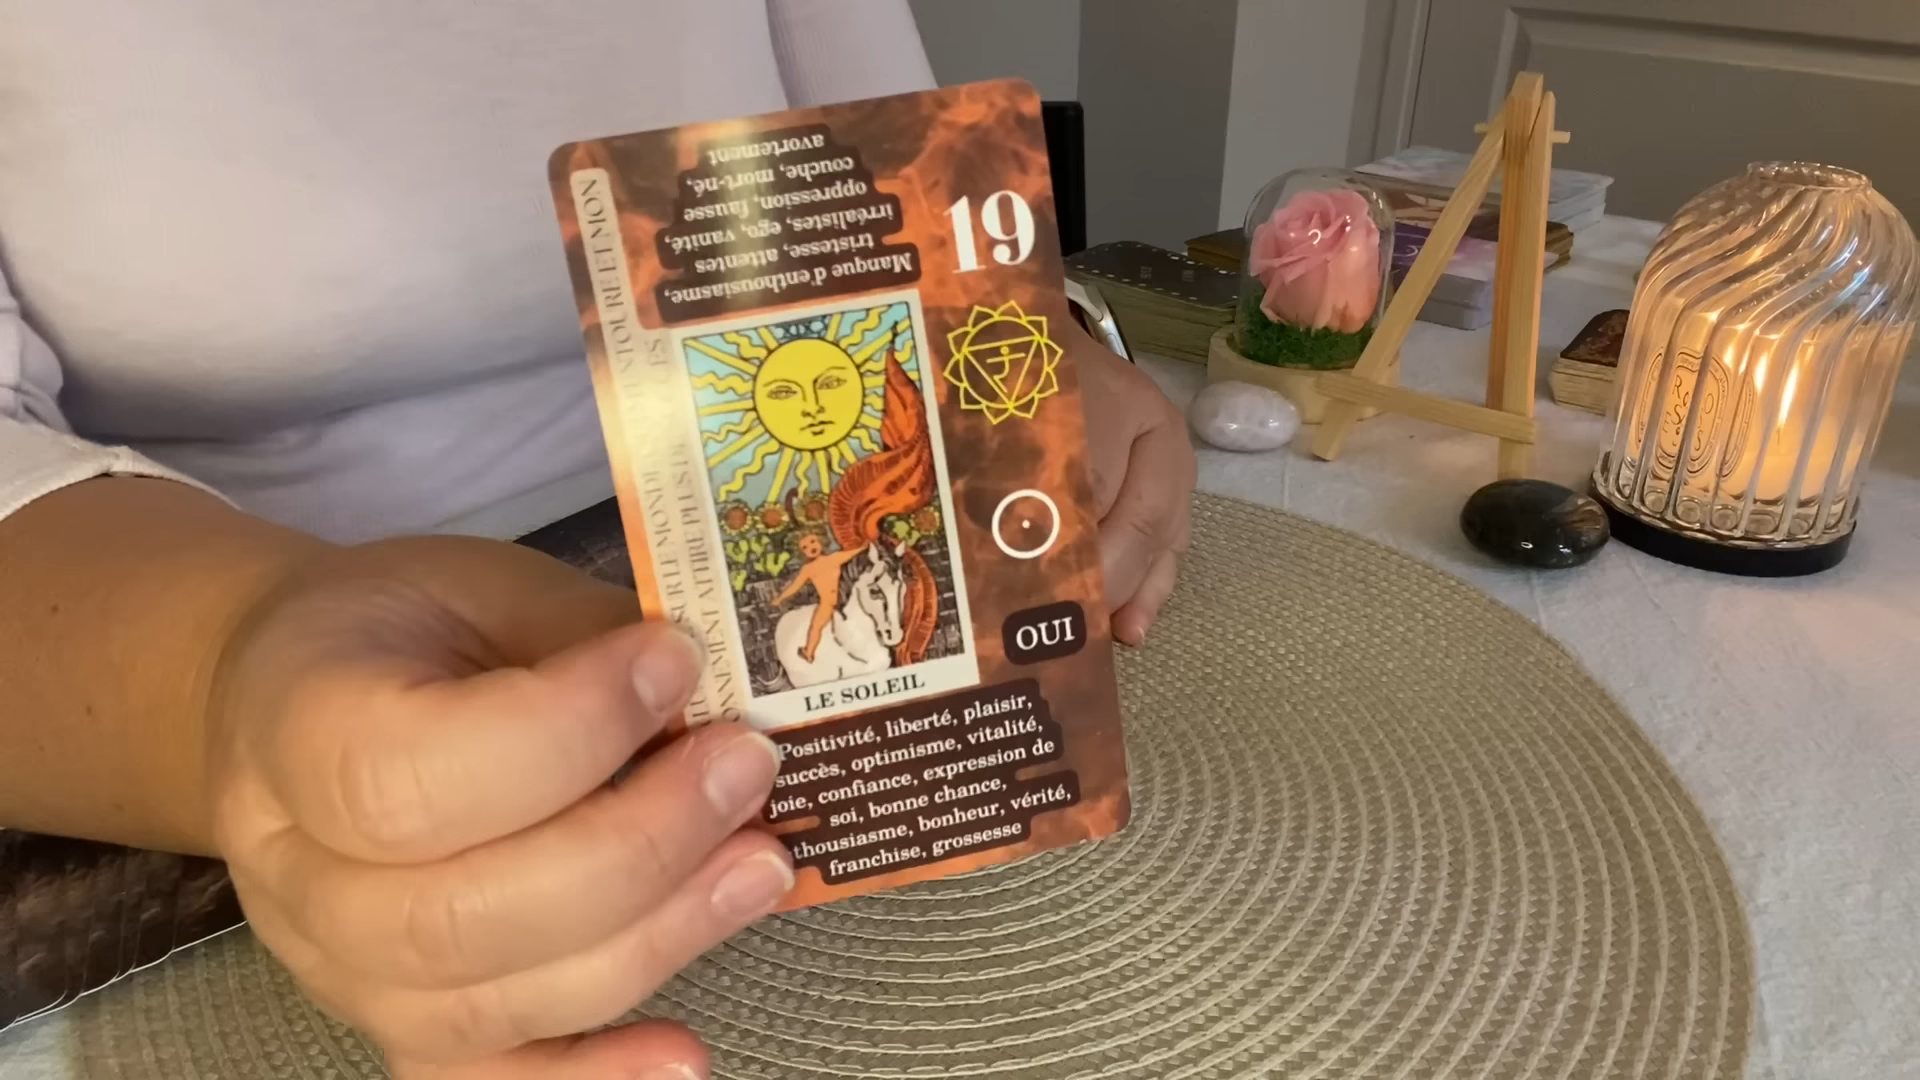 Manque d'enthousiasme,
tristesse, attentes
irréalistes, ego, vanité,
oppression, fausse
couche, mort-né,
avortement
19
LE SOLEIL
OUI
Positivité, liberté, plaisir,
succès, optimisme, vitalité,
joie, confiance, expression de
soi, bonne chance,
thousiasme, bonheur, vérité,
franchise, grossesse
ROSES